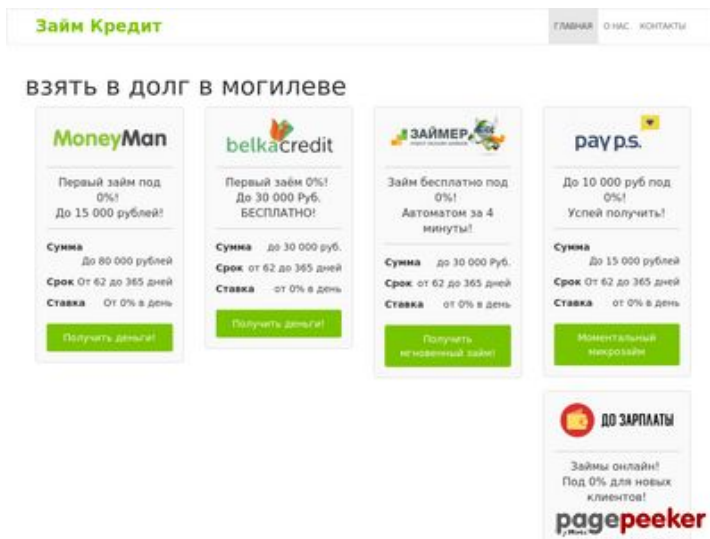 Займ Кредит
ГЛАВНАЯ О НАС. КОНТАКТЫ
взять в долг в могилеве
MoneyMan
Первый займ под
0%!
До 15 000 рублей!
Сумма
До 80 000 рублей
Срок От 62 до 365 дней
Ставка От 0% в день
Получить деньги!
belkacredit
Первый заём 0%!
До 30 000 Руб.
БЕСПЛАТНО!
Сумма до 30 000 руб.
Срок от 62 до 365 дней
Ставка от 0% в день
Получить деньги!
ЗАЙМЕР
Займ бесплатно под
0%!
Автоматом за 4
минуты!
Сумма до 30 000 Руб.
Срок от 62 до 365 дней
Ставка от 0% в день
Получить
мгновенный займ!
pay p.s.
До 10 000 руб под
0%!
Успей получить!
Сумма
До 15 000 рублей
Срок От 62 до 365 дней
Ставка от 0% в день
Моментальный
микрозайм
ДО ЗАРПЛАТЫ
Займы онлайн!
Под 0% для новых
клиентов!
pagepeeker